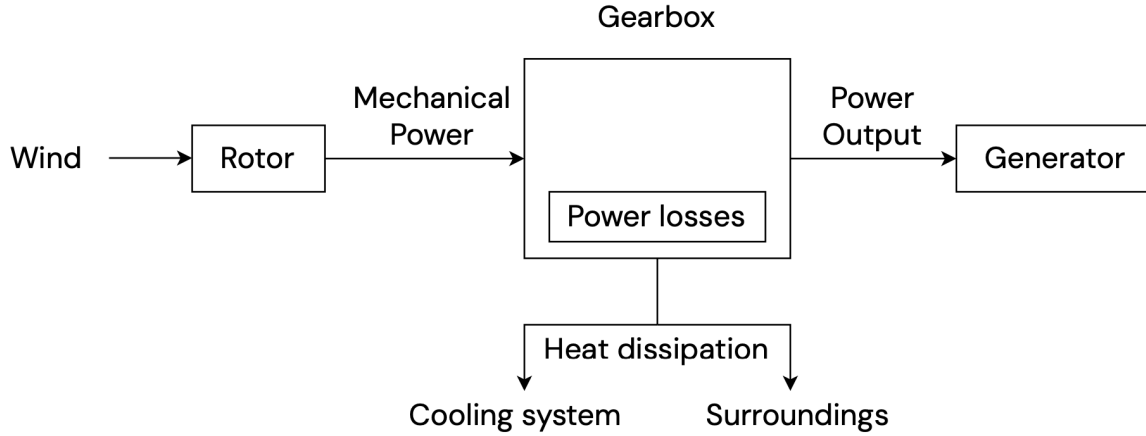 Gearbox
Mechanical
Power
Power
Output
Wind
Rotor
Generator
Power losses
Heat dissipation
Cooling system
Surroundings